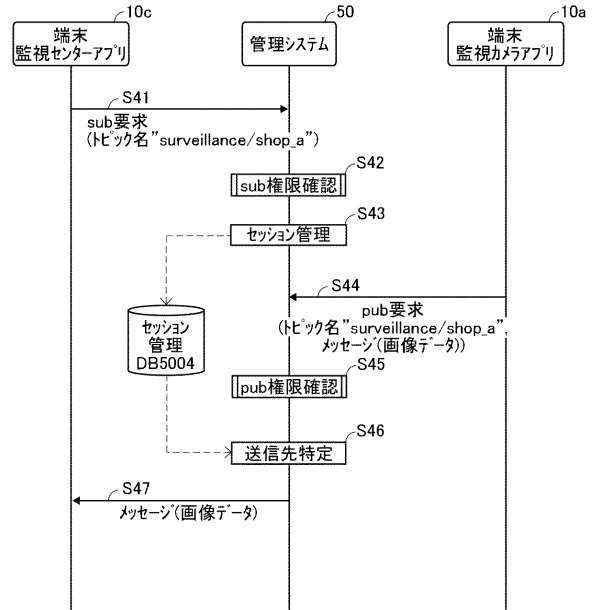 10c
50
10a
端末
監視センターアプリ
管理システム
端末
監視カメラアプリ
S41
sub要求
(トピック名”surveillance/shop_a”)
S42
sub権限確認
S43
セッション管理
S44
pub要求
(トピック名”surveillance/shop_a”,
メッセージ(画像データ))
セッション
管理
DB5004
S45
pub権限確認
S46
送信先特定
S47
メッセージ(画像データ)